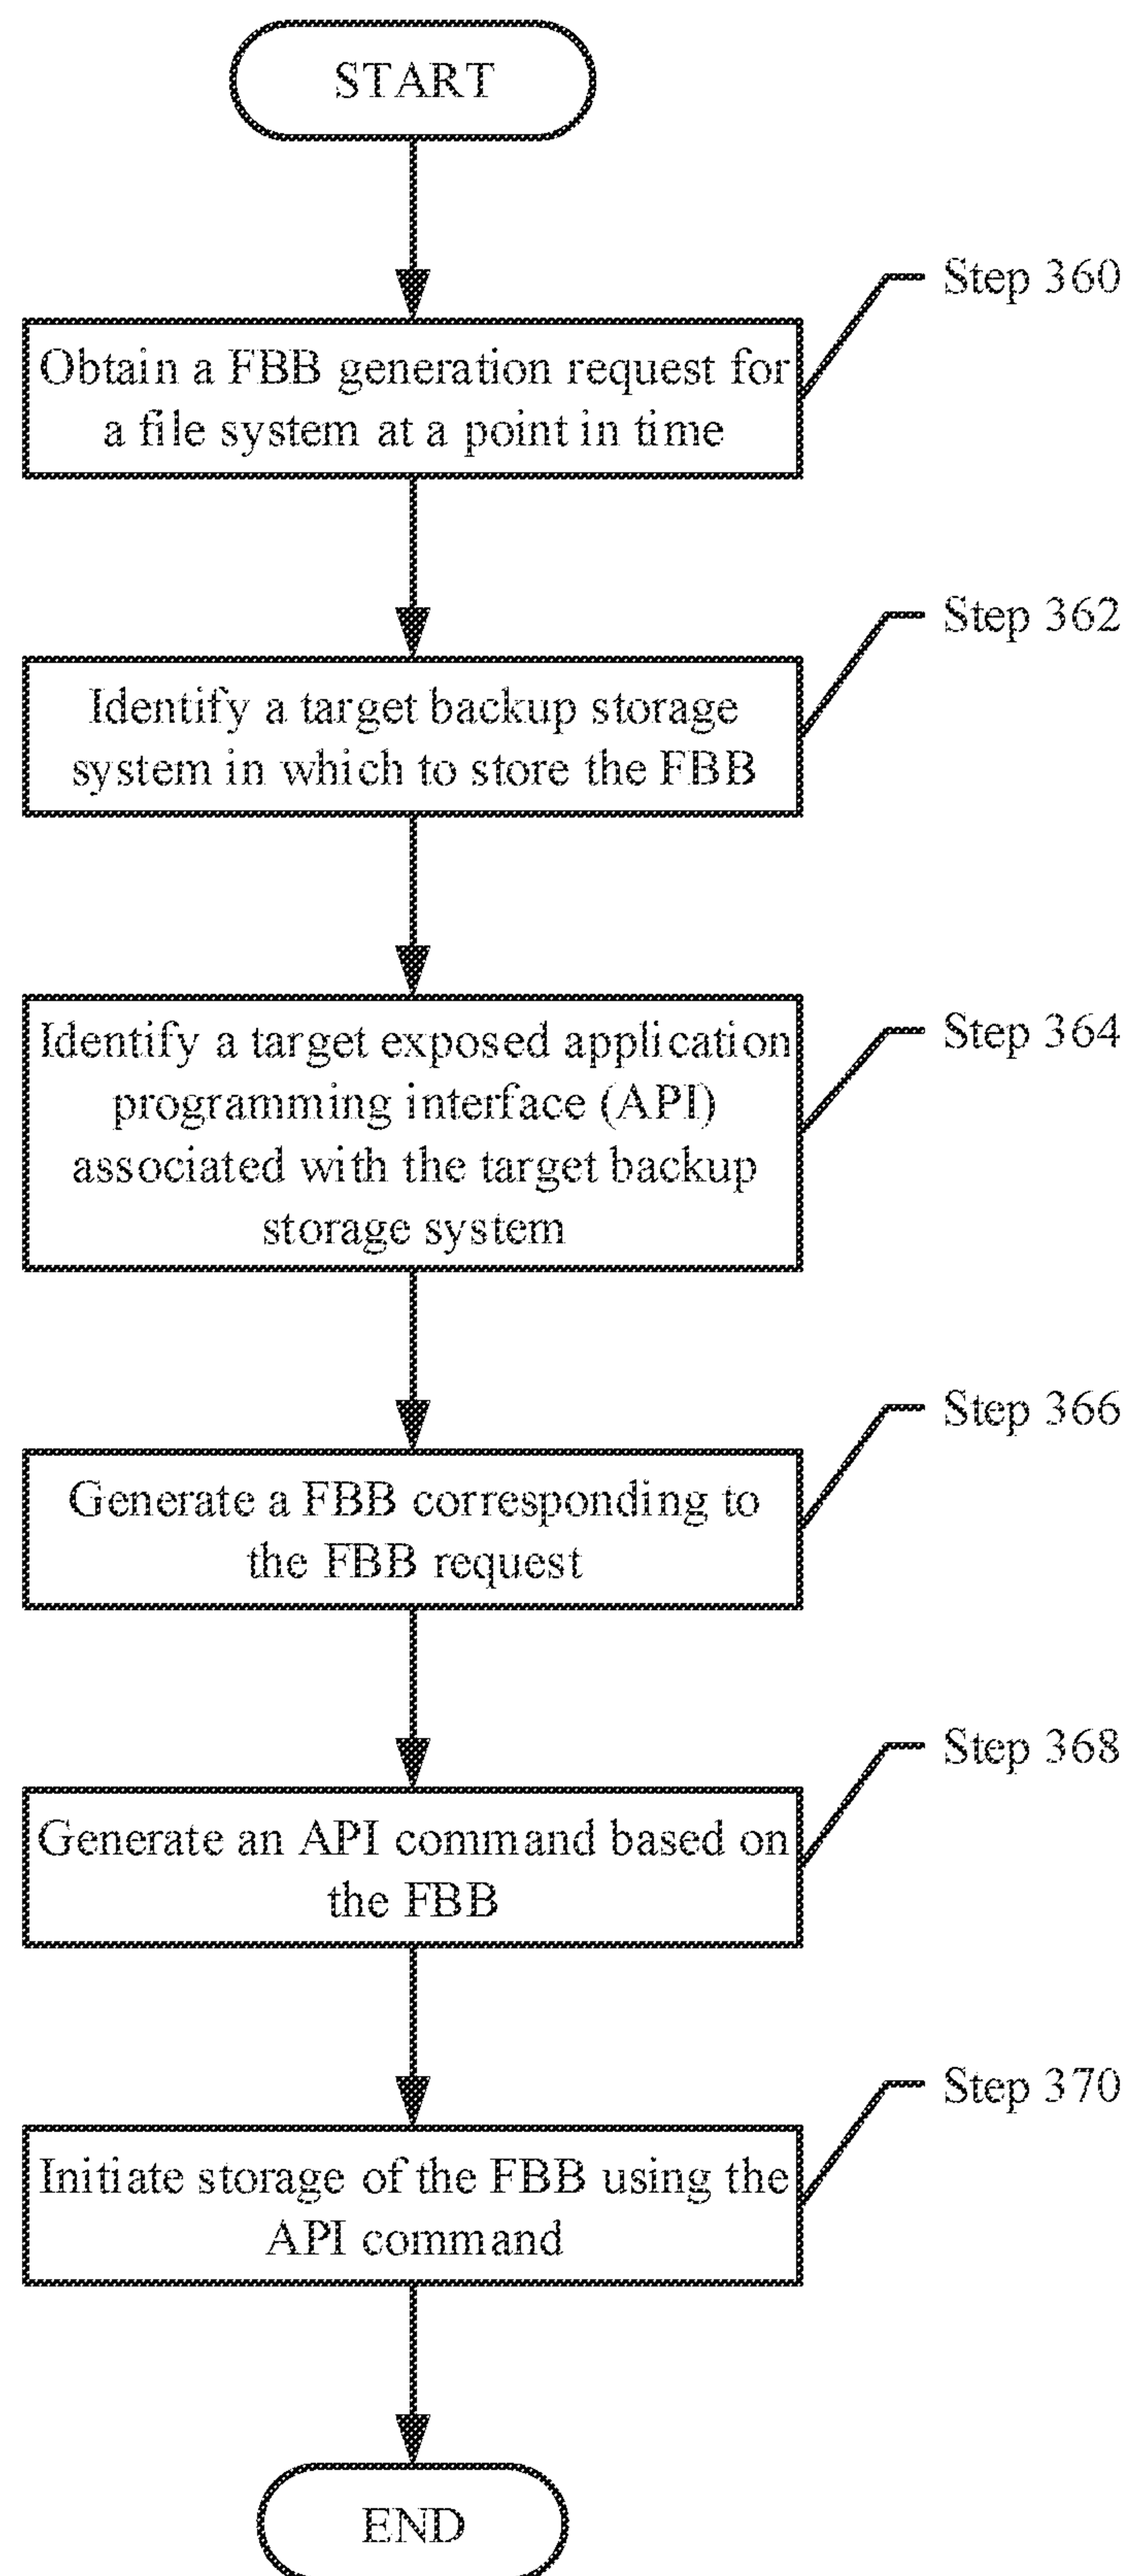 START
Step 360
Obtain a FBB generation request for
a file system at a point in time
Step 362
Identify a target backup storage
system in which to store the FBB
Step 364
Identify a target exposed application
programming interface (API)
associated with the target backup
storage system
Step 366
Generate a FBB corresponding to
the FBB request
Step 368
Generate an API command based on
the FBB
Step 370
Initiate storage of the FBB using the
API command
END